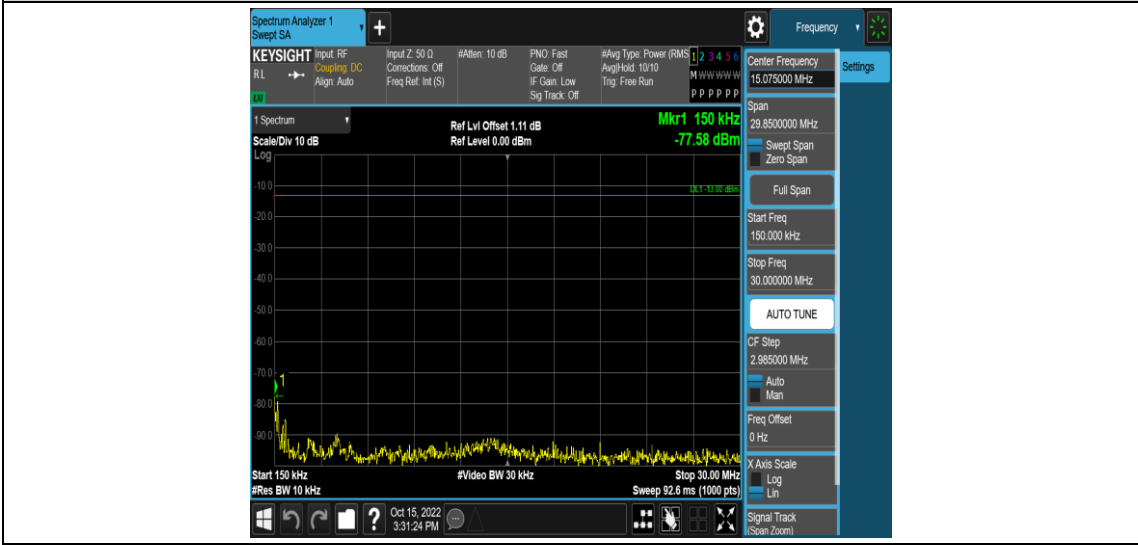 Spectrum Analyzer 1
Swept SA
+
Frequency
KEYSIGHT
RL
Input: RF
Coupling: DC
Align: Auto
Input Z: 50 Ω
Corrections: Off
Freq Ref: Int (S)
#Atten: 10 dB
PNO: Fast
Gate: Off
IF Gain: Low
Sig Track: Off
#Avg Type: Power (RMS
Avg|Hold: 10/10
Trig: Free Run
1 2 3 4 5 6
M W W W W W
P P P P P P
1 Spectrum
Scale/Div 10 dB
Log
Ref Lvl Offset 1.11 dB
Ref Level 0.00 dBm
Mkr1 150 kHz
-77.58 dBm
DL1 -13.00 dBm
-10.0
-20.0
-30.0
-40.0
-50.0
-60.0
-70.0
1
-80.0
-90.0
Start 150 kHz
#Video BW 30 kHz
Stop 30.00 MHz
#Res BW 10 kHz
Sweep 92.6 ms (1000 pts)
?
Oct 15, 2022
3:31:24 PM
Center Frequency
15.075000 MHz
Settings
Span
29.8500000 MHz
Swept Span
Zero Span
Full Span
Start Freq
150.000 kHz
Stop Freq
30.000000 MHz
AUTO TUNE
CF Step
2.985000 MHz
Auto
Man
Freq Offset
0 Hz
X Axis Scale
Log
Lin
Signal Track
(Span Zoom)